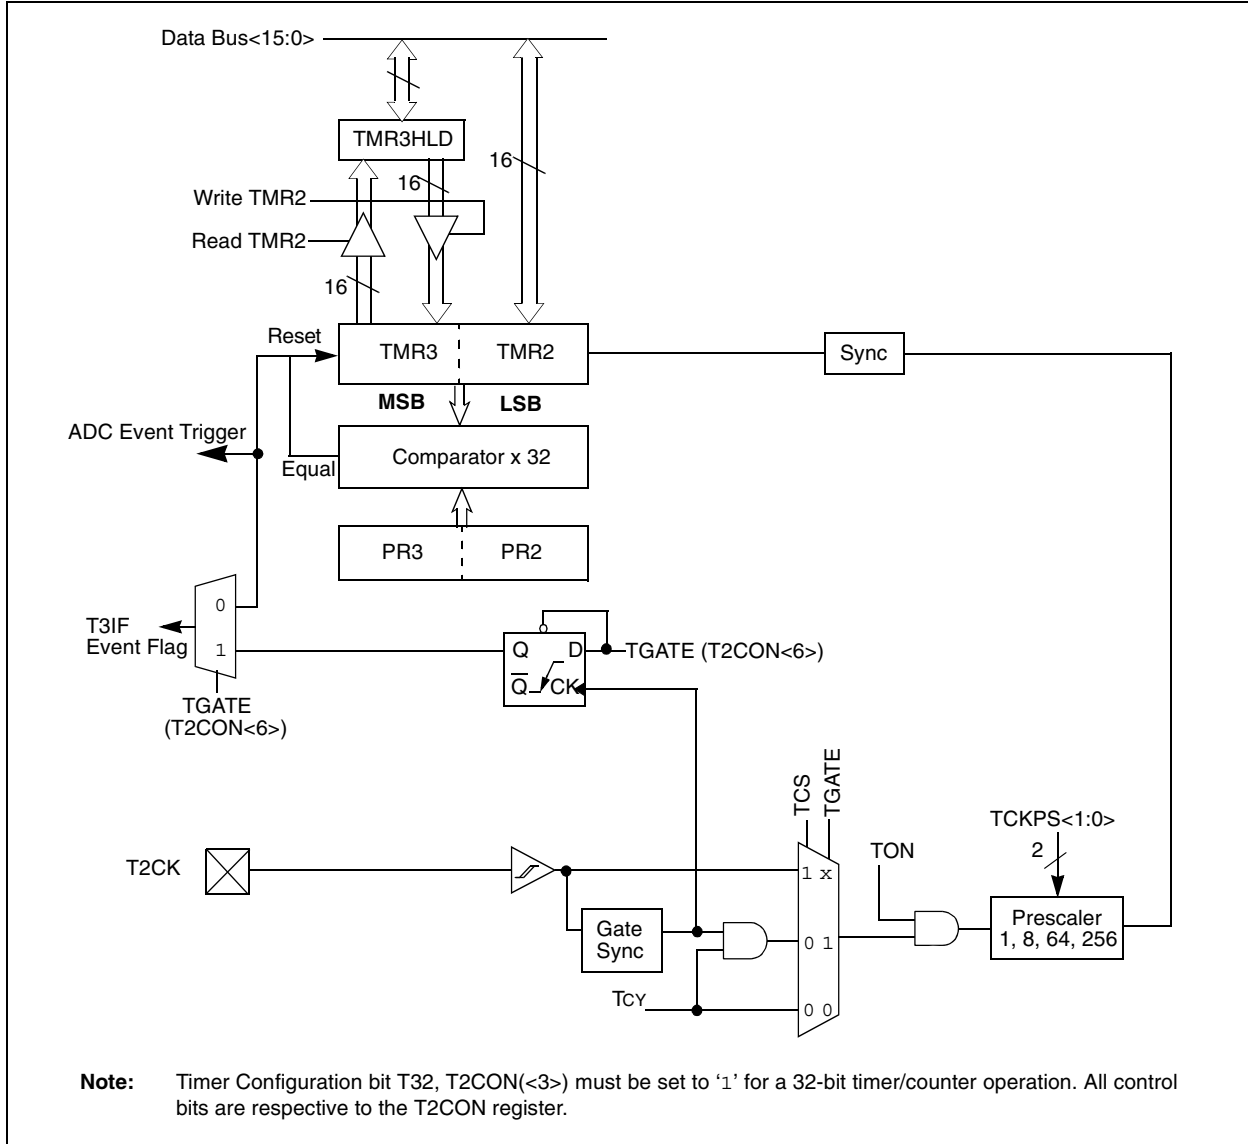 Data Bus<15:0>
TMR3HLD
16
16
Write TMR2
Read TMR2
16
Reset
TMR3
TMR2
Sync
MSB
LSB
ADC Event Trigger
Equal
Comparator x 32
PR3
PR2
0
1
T3IF
Event Flag
TGATE
(T2CON<6>)
Q
D
TGATE (T2CON<6>)
Q
CK
TCS
TGATE
T2CK
1 x
TON
TCKPS<1:0>
2
Gate
Sync
0 1
Prescaler
1, 8, 64, 256
TCY
0 0
Note: Timer Configuration bit T32, T2CON(<3>) must be set to ‘1’ for a 32-bit timer/counter operation. All control
bits are respective to the T2CON register.